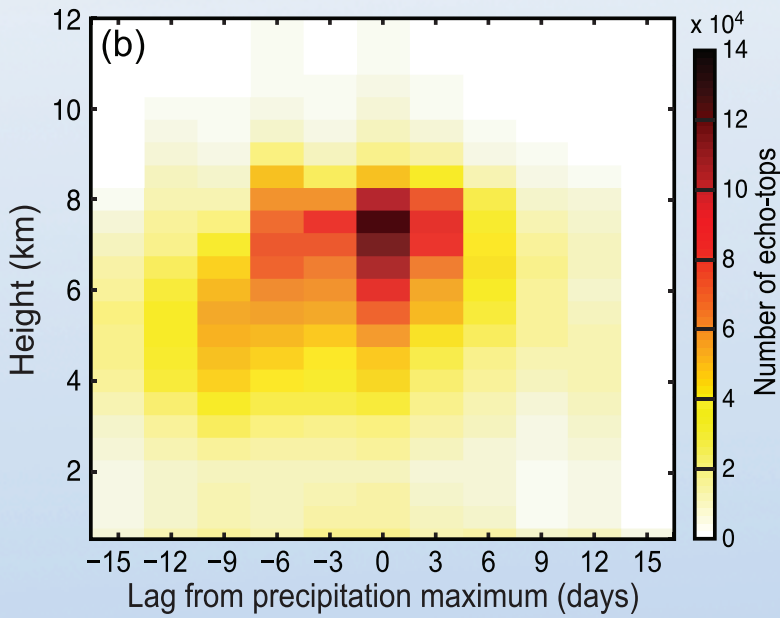 (b)
x 10⁴
12
10
8
6
4
2
Height (km)
−15 −12 −9 −6 −3 0 3 6 9 12 15
Lag from precipitation maximum (days)
14
12
10
8
6
4
2
0
Number of echo-tops